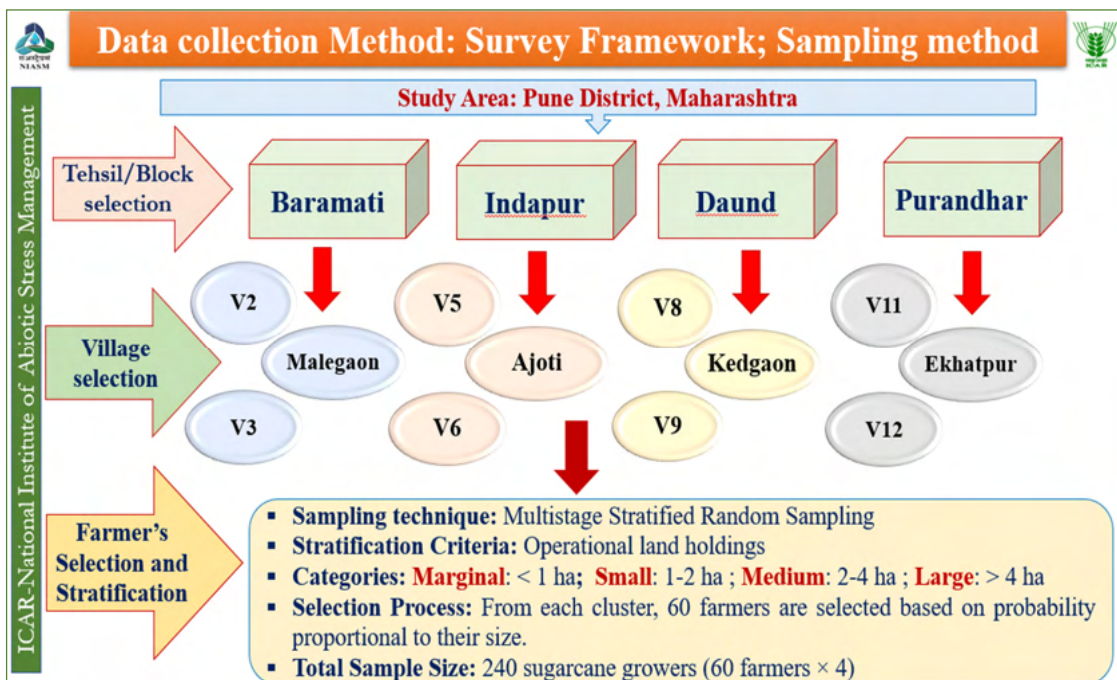 Data collection Method: Survey Framework; Sampling method
NIASM
ICAR
ICAR-National Institute of Abiotic Stress Management
Study Area: Pune District, Maharashtra
Tehsil/Block
selection
Baramati
Indapur
Daund
Purandhar
Village
selection
V2
Malegaon
V3
V5
Ajoti
V6
V8
Kedgaon
V9
V11
Ekhatpur
V12
Farmer's
Selection and
Stratification
▪ Sampling technique: Multistage Stratified Random Sampling
▪ Stratification Criteria: Operational land holdings
▪ Categories: Marginal: < 1 ha; Small: 1-2 ha ; Medium: 2-4 ha ; Large: > 4 ha
▪ Selection Process: From each cluster, 60 farmers are selected based on probability
proportional to their size.
▪ Total Sample Size: 240 sugarcane growers (60 farmers × 4)